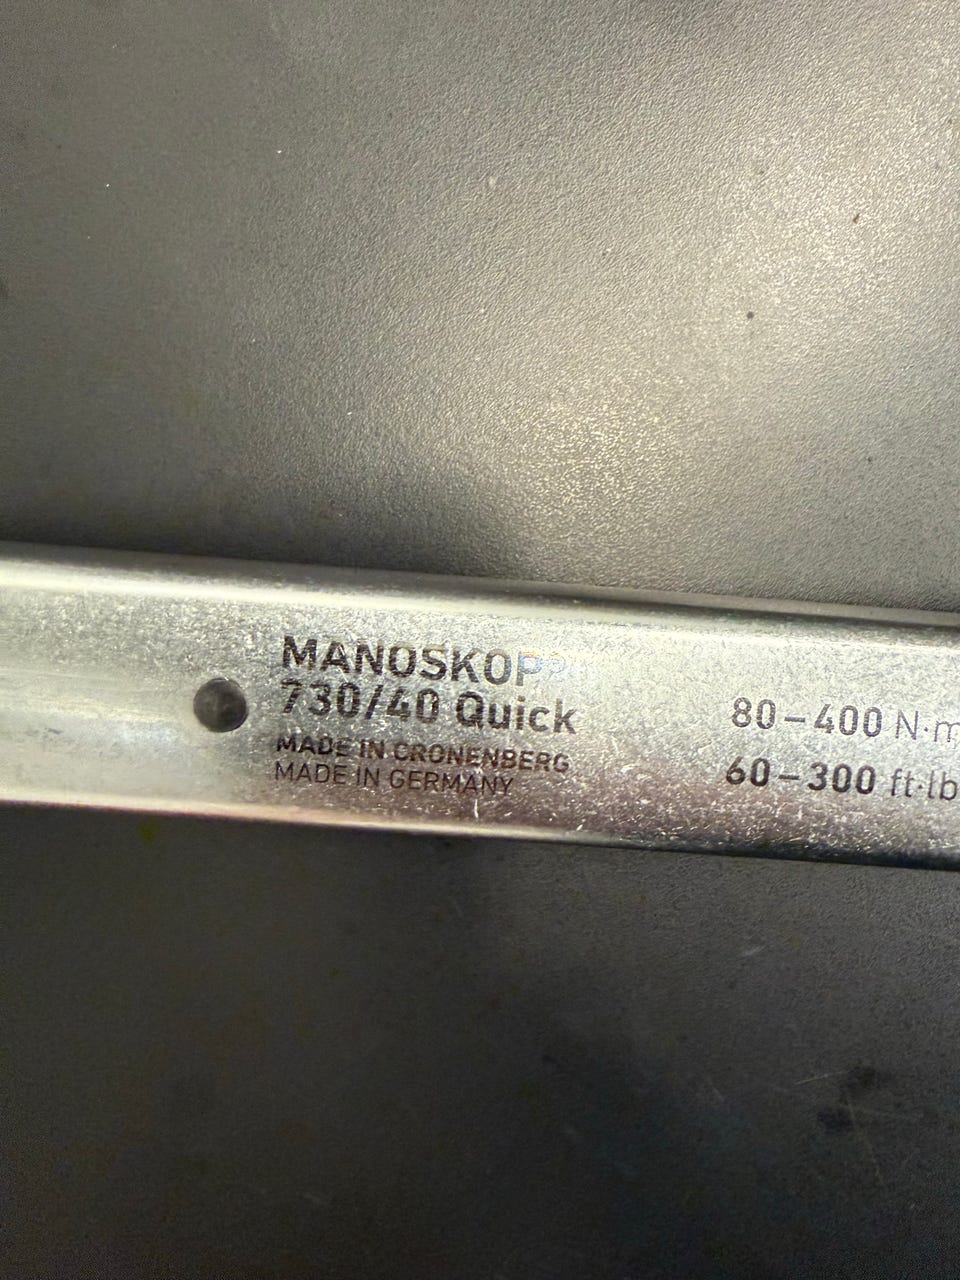 MANOSKOP
730/40 Quick
MADE IN CRONENBERG
MADE IN GERMANY
80–400 N·m
60–300 ft·lb